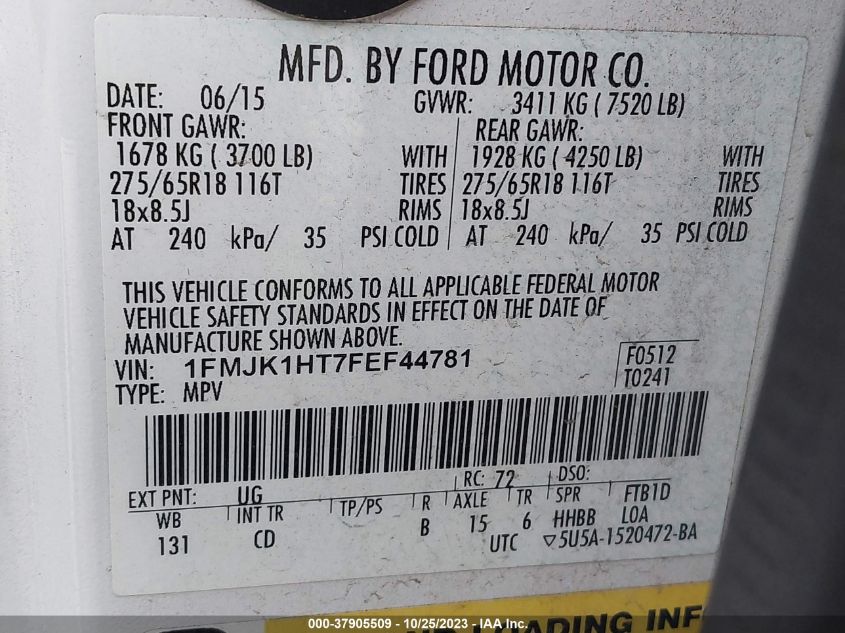 MFD. BY FORD MOTOR CO.
DATE: 06/15 GVWR: 3411 KG ( 7520 LB)
FRONT GAWR: REAR GAWR:
1678 KG ( 3700 LB) WITH 1928 KG ( 4250 LB) WITH
275/65R18 116T TIRES 275/65R18 116T TIRES
18x8.5J RIMS 18x8.5J RIMS
AT 240 kPa/ 35 PSI COLD AT 240 kPa/ 35 PSI COLD
THIS VEHICLE CONFORMS TO ALL APPLICABLE FEDERAL MOTOR
VEHICLE SAFETY STANDARDS IN EFFECT ON THE DATE OF
MANUFACTURE SHOWN ABOVE.
VIN: 1FMJK1HT7FEF44781 F0512
TYPE: MPV T0241
EXT PNT: UG RC: 72 DSO:
WB INT TR TP/PS R AXLE TR SPR FTB1D
131 CD B 15 6 HHBB LOA
UTC ▽5U5A-1520472-BA
LOADING INF
000-37905509 - 10/25/2023 - IAA Inc.